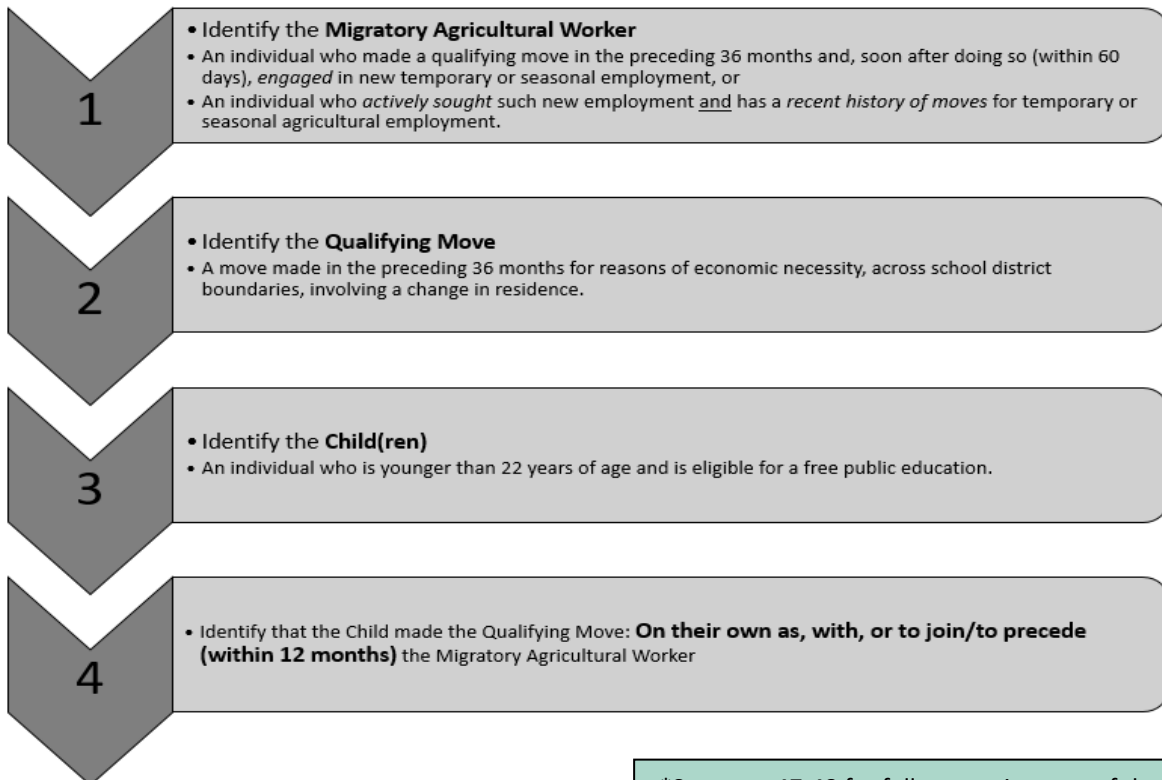 1
• Identify the Migratory Agricultural Worker
• An individual who made a qualifying move in the preceding 36 months and, soon after doing so (within 60
days), engaged in new temporary or seasonal employment, or
• An individual who actively sought such new employment and has a recent history of moves for temporary or
seasonal agricultural employment.
2
• Identify the Qualifying Move
• A move made in the preceding 36 months for reasons of economic necessity, across school district
boundaries, involving a change in residence.
3
• Identify the Child(ren)
• An individual who is younger than 22 years of age and is eligible for a free public education.
4
• Identify that the Child made the Qualifying Move: On their own as, with, or to join/to precede
(within 12 months) the Migratory Agricultural Worker